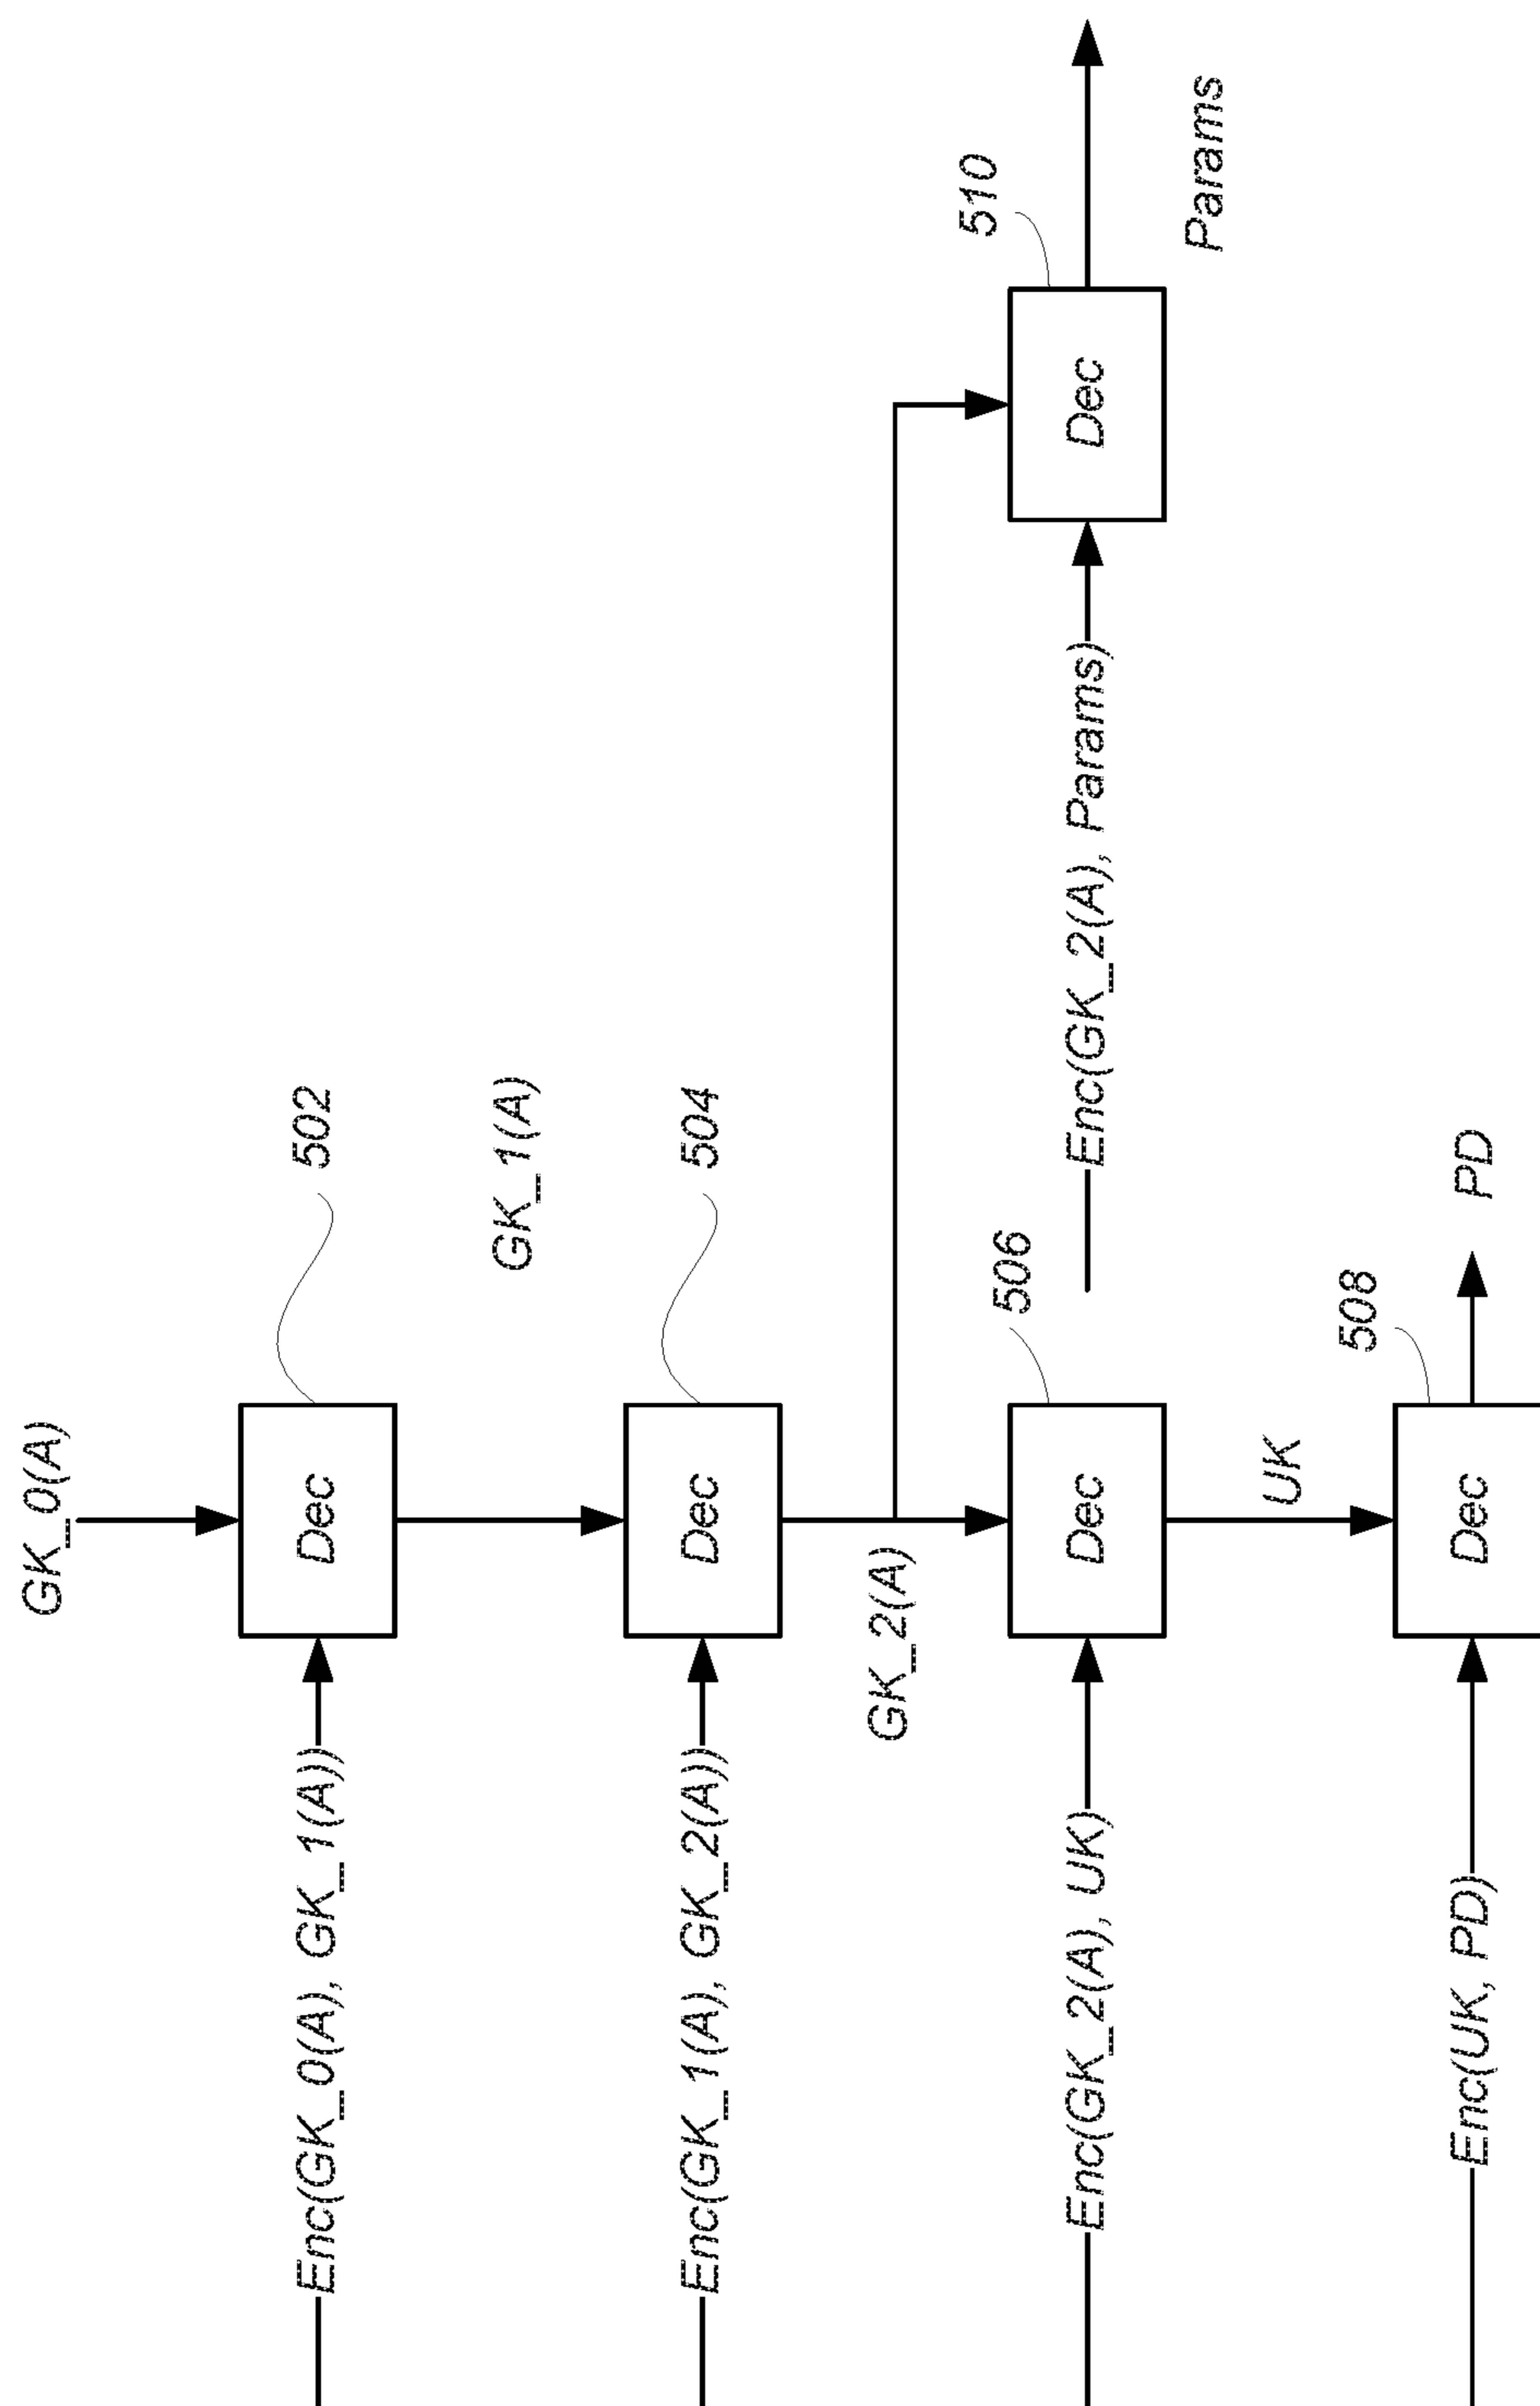 GK_0(A)
Enc(GK_0(A), GK_1(A))
Dec
502
GK_1(A)
Enc(GK_1(A), GK_2(A))
Dec
504
GK_2(A)
Enc(GK_2(A), UK)
Dec
506
Enc(GK_2(A), Params)
Dec
510
Params
UK
Enc(UK, PD)
Dec
508
PD